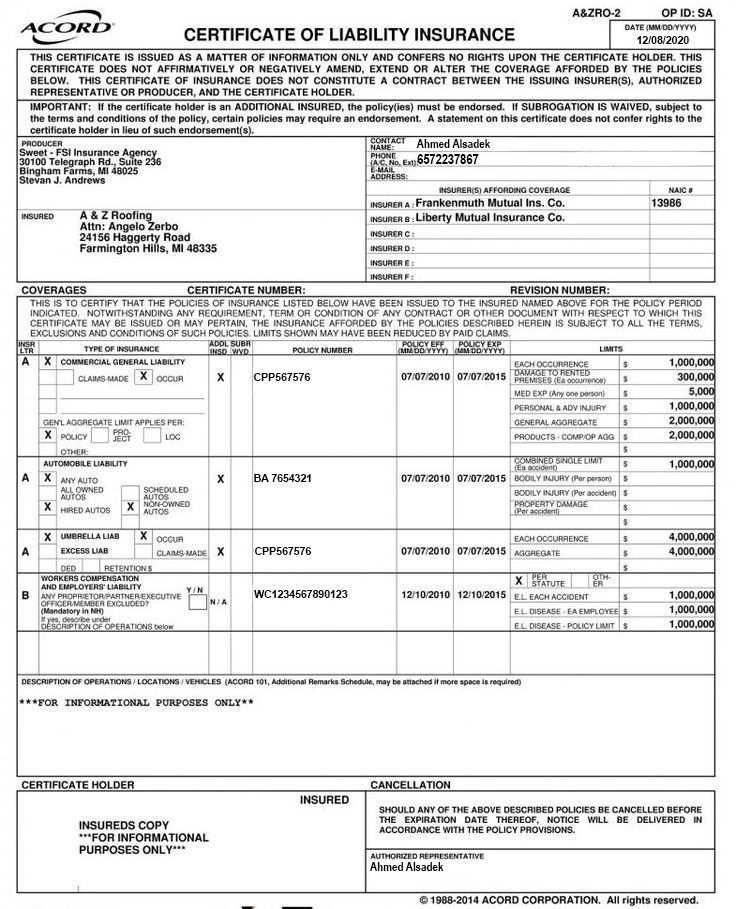 A&ZRO-2 OP ID: SA
ACORD®
CERTIFICATE OF LIABILITY INSURANCE
DATE (MM/DD/YYYY)
12/08/2020
THIS CERTIFICATE IS ISSUED AS A MATTER OF INFORMATION ONLY AND CONFERS NO RIGHTS UPON THE CERTIFICATE HOLDER. THIS
CERTIFICATE DOES NOT AFFIRMATIVELY OR NEGATIVELY AMEND, EXTEND OR ALTER THE COVERAGE AFFORDED BY THE POLICIES
BELOW. THIS CERTIFICATE OF INSURANCE DOES NOT CONSTITUTE A CONTRACT BETWEEN THE ISSUING INSURER(S), AUTHORIZED
REPRESENTATIVE OR PRODUCER, AND THE CERTIFICATE HOLDER.
IMPORTANT: If the certificate holder is an ADDITIONAL INSURED, the policy(ies) must be endorsed. If SUBROGATION IS WAIVED, subject to
the terms and conditions of the policy, certain policies may require an endorsement. A statement on this certificate does not confer rights to the
certificate holder in lieu of such endorsement(s).
PRODUCER
Sweet - FSI Insurance Agency
30100 Telegraph Rd., Suite 236
Bingham Farms, MI 48025
Stevan J. Andrews
CONTACT NAME: Ahmed Alsadek
PHONE (A/C, No, Ext): 6572237867
E-MAIL ADDRESS:
INSURER(S) AFFORDING COVERAGE NAIC #
INSURER A : Frankenmuth Mutual Ins. Co. 13986
INSURER B : Liberty Mutual Insurance Co.
INSURER C :
INSURER D :
INSURER E :
INSURER F :
INSURED
A & Z Roofing
Attn: Angelo Zerbo
24156 Haggerty Road
Farmington Hills, MI 48335
COVERAGES CERTIFICATE NUMBER: REVISION NUMBER:
THIS IS TO CERTIFY THAT THE POLICIES OF INSURANCE LISTED BELOW HAVE BEEN ISSUED TO THE INSURED NAMED ABOVE FOR THE POLICY PERIOD
INDICATED. NOTWITHSTANDING ANY REQUIREMENT, TERM OR CONDITION OF ANY CONTRACT OR OTHER DOCUMENT WITH RESPECT TO WHICH THIS
CERTIFICATE MAY BE ISSUED OR MAY PERTAIN, THE INSURANCE AFFORDED BY THE POLICIES DESCRIBED HEREIN IS SUBJECT TO ALL THE TERMS,
EXCLUSIONS AND CONDITIONS OF SUCH POLICIES. LIMITS SHOWN MAY HAVE BEEN REDUCED BY PAID CLAIMS.
INSR LTR TYPE OF INSURANCE ADDL INSD SUBR WVD POLICY NUMBER POLICY EFF (MM/DD/YYYY) POLICY EXP (MM/DD/YYYY) LIMITS
A X COMMERCIAL GENERAL LIABILITY
CLAIMS-MADE X OCCUR X CPP567576 07/07/2010 07/07/2015
GEN'L AGGREGATE LIMIT APPLIES PER:
X POLICY PRO-JECT LOC
OTHER:
EACH OCCURRENCE $ 1,000,000
DAMAGE TO RENTED PREMISES (Ea occurrence) $ 300,000
MED EXP (Any one person) $ 5,000
PERSONAL & ADV INJURY $ 1,000,000
GENERAL AGGREGATE $ 2,000,000
PRODUCTS - COMP/OP AGG $ 2,000,000
$
AUTOMOBILE LIABILITY
A X ANY AUTO X BA 7654321 07/07/2010 07/07/2015
ALL OWNED AUTOS SCHEDULED AUTOS
X HIRED AUTOS X NON-OWNED AUTOS
COMBINED SINGLE LIMIT (Ea accident) $ 1,000,000
BODILY INJURY (Per person) $
BODILY INJURY (Per accident) $
PROPERTY DAMAGE (Per accident) $
$
X UMBRELLA LIAB X OCCUR
A EXCESS LIAB CLAIMS-MADE X CPP567576 07/07/2010 07/07/2015
DED RETENTION $
EACH OCCURRENCE $ 4,000,000
AGGREGATE $ 4,000,000
$
WORKERS COMPENSATION
AND EMPLOYERS' LIABILITY Y / N
B ANY PROPRIETOR/PARTNER/EXECUTIVE
OFFICER/MEMBER EXCLUDED? N / A WC1234567890123 12/10/2010 12/10/2015
(Mandatory in NH)
If yes, describe under
DESCRIPTION OF OPERATIONS below
X PER STATUTE OTH-ER
E.L. EACH ACCIDENT $ 1,000,000
E.L. DISEASE - EA EMPLOYEE $ 1,000,000
E.L. DISEASE - POLICY LIMIT $ 1,000,000
DESCRIPTION OF OPERATIONS / LOCATIONS / VEHICLES (ACORD 101, Additional Remarks Schedule, may be attached if more space is required)
***FOR INFORMATIONAL PURPOSES ONLY**
CERTIFICATE HOLDER
INSURED
INSUREDS COPY
***FOR INFORMATIONAL
PURPOSES ONLY***
CANCELLATION
SHOULD ANY OF THE ABOVE DESCRIBED POLICIES BE CANCELLED BEFORE
THE EXPIRATION DATE THEREOF, NOTICE WILL BE DELIVERED IN
ACCORDANCE WITH THE POLICY PROVISIONS.
AUTHORIZED REPRESENTATIVE
Ahmed Alsadek
© 1988-2014 ACORD CORPORATION. All rights reserved.